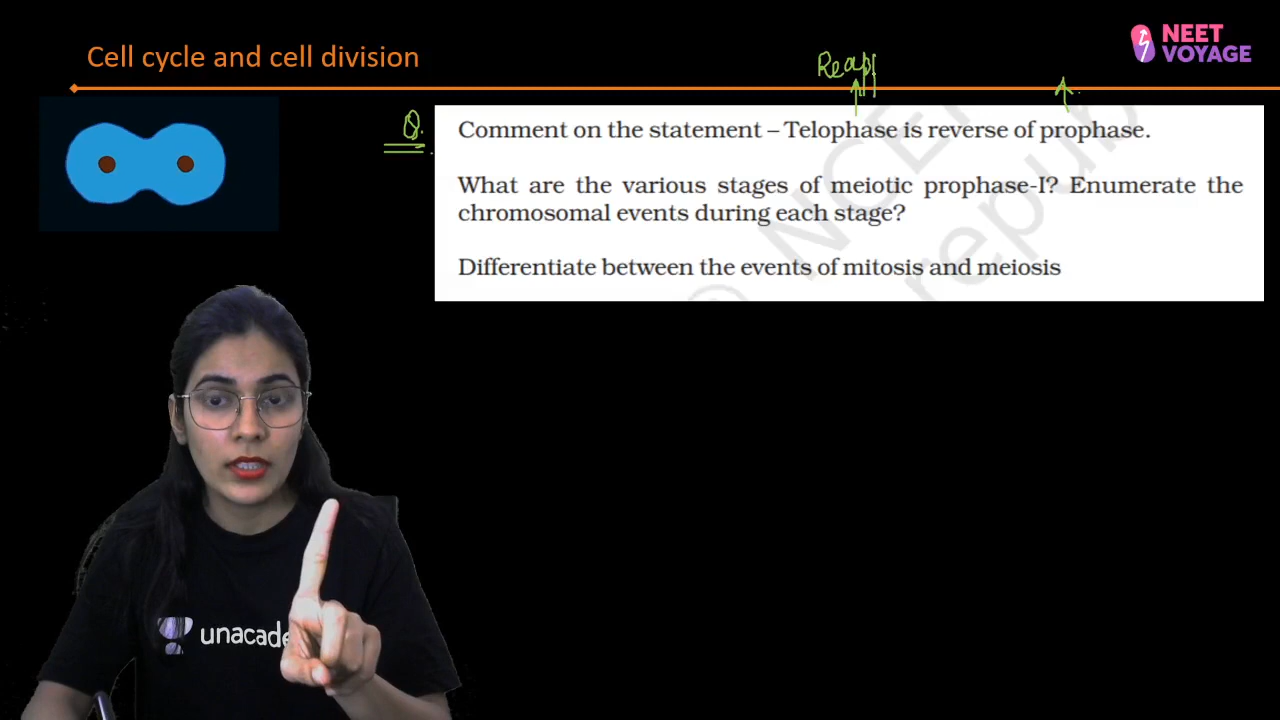 Cell cycle and cell division
NEET
VOYAGE
Reap
Q.
Comment on the statement – Telophase is reverse of prophase.
What are the various stages of meiotic prophase-I? Enumerate the
chromosomal events during each stage?
Differentiate between the events of mitosis and meiosis
© NCERT
republ